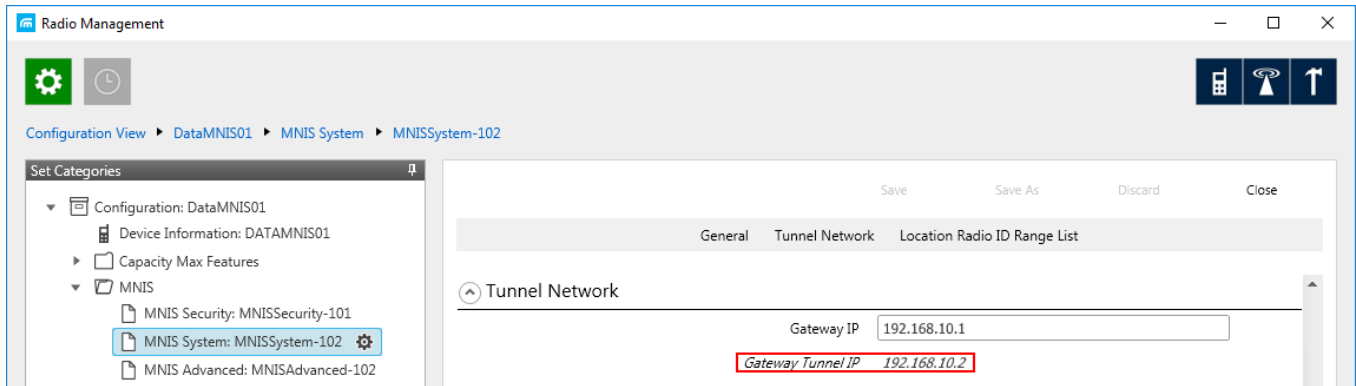 Radio Management
Configuration View ▶ DataMNIS01 ▶ MNIS System ▶ MNISSystem-102
Set Categories
Configuration: DataMNIS01
Device Information: DATAMNIS01
Capacity Max Features
MNIS
MNIS Security: MNISSecurity-101
MNIS System: MNISSystem-102
MNIS Advanced: MNISAdvanced-102
Save Save As Discard Close
General Tunnel Network Location Radio ID Range List
Tunnel Network
Gateway IP 192.168.10.1
Gateway Tunnel IP 192.168.10.2